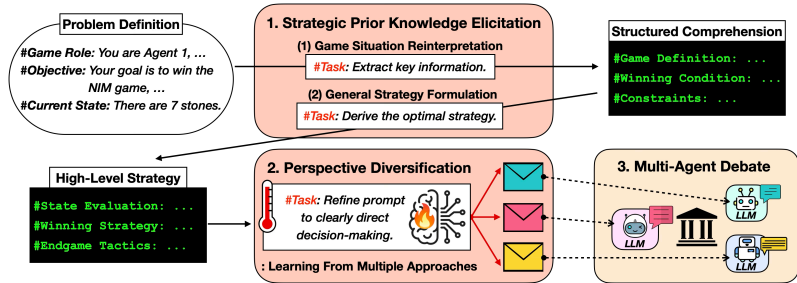 Problem Definition
#Game Role: You are Agent 1, ...
#Objective: Your goal is to win the
NIM game, ...
#Current State: There are 7 stones.
1. Strategic Prior Knowledge Elicitation
(1) Game Situation Reinterpretation
#Task: Extract key information.
(2) General Strategy Formulation
#Task: Derive the optimal strategy.
Structured Comprehension
#Game Definition: ...
#Winning Condition: ...
#Constraints: ...
High-Level Strategy
#State Evaluation: ...
#Winning Strategy: ...
#Endgame Tactics: ...
2. Perspective Diversification
#Task: Refine prompt
to clearly direct
decision-making.
: Learning From Multiple Approaches
3. Multi-Agent Debate
LLM
LLM
LLM